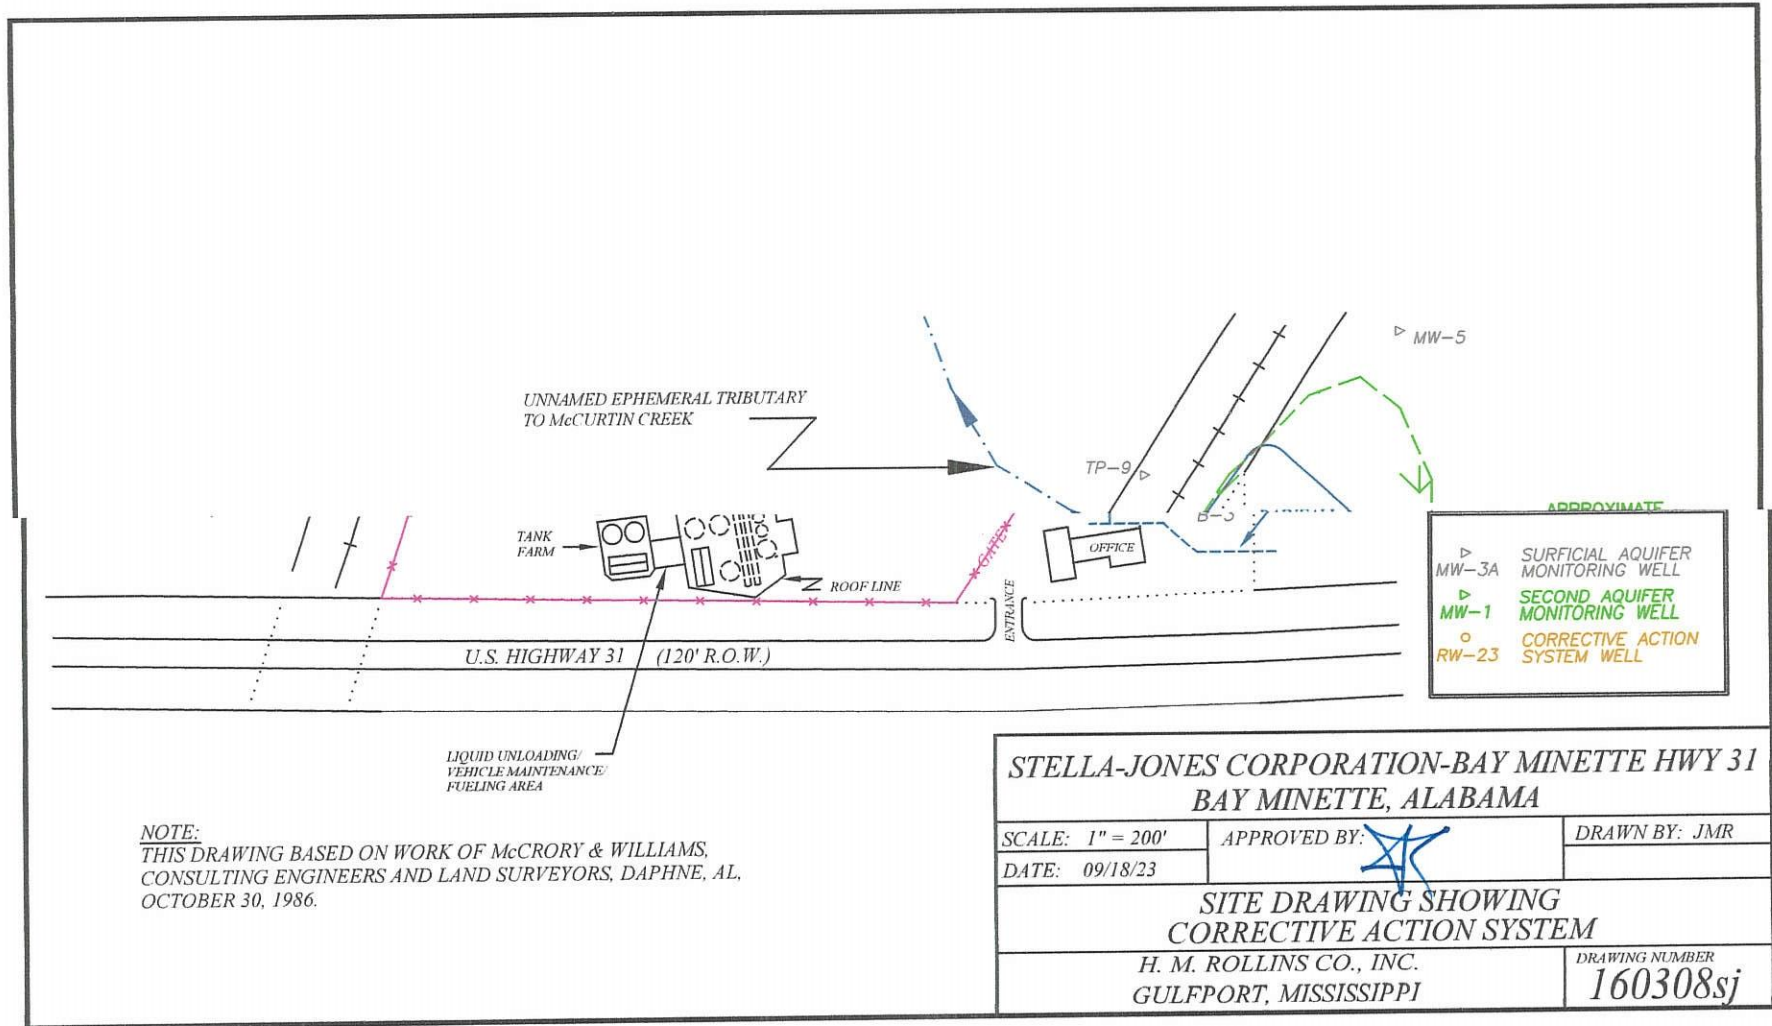 MW-5
UNNAMED EPHEMERAL TRIBUTARY
TO McCURTIN CREEK
TP-9
APPROXIMATE
B-5
TANK
FARM
GATE
OFFICE
ROOF LINE
ENTRANCE
MW-3A
SURFICIAL AQUIFER
MONITORING WELL
MW-1
SECOND AQUIFER
MONITORING WELL
RW-23
CORRECTIVE ACTION
SYSTEM WELL
U.S. HIGHWAY 31 (120' R.O.W.)
LIQUID UNLOADING/
VEHICLE MAINTENANCE/
FUELING AREA
NOTE:
THIS DRAWING BASED ON WORK OF McCRORY & WILLIAMS,
CONSULTING ENGINEERS AND LAND SURVEYORS, DAPHNE, AL,
OCTOBER 30, 1986.
STELLA-JONES CORPORATION-BAY MINETTE HWY 31
BAY MINETTE, ALABAMA
SCALE: 1" = 200'
APPROVED BY:
DRAWN BY: JMR
DATE: 09/18/23
SITE DRAWING SHOWING
CORRECTIVE ACTION SYSTEM
H. M. ROLLINS CO., INC.
GULFPORT, MISSISSIPPI
DRAWING NUMBER
160308sj